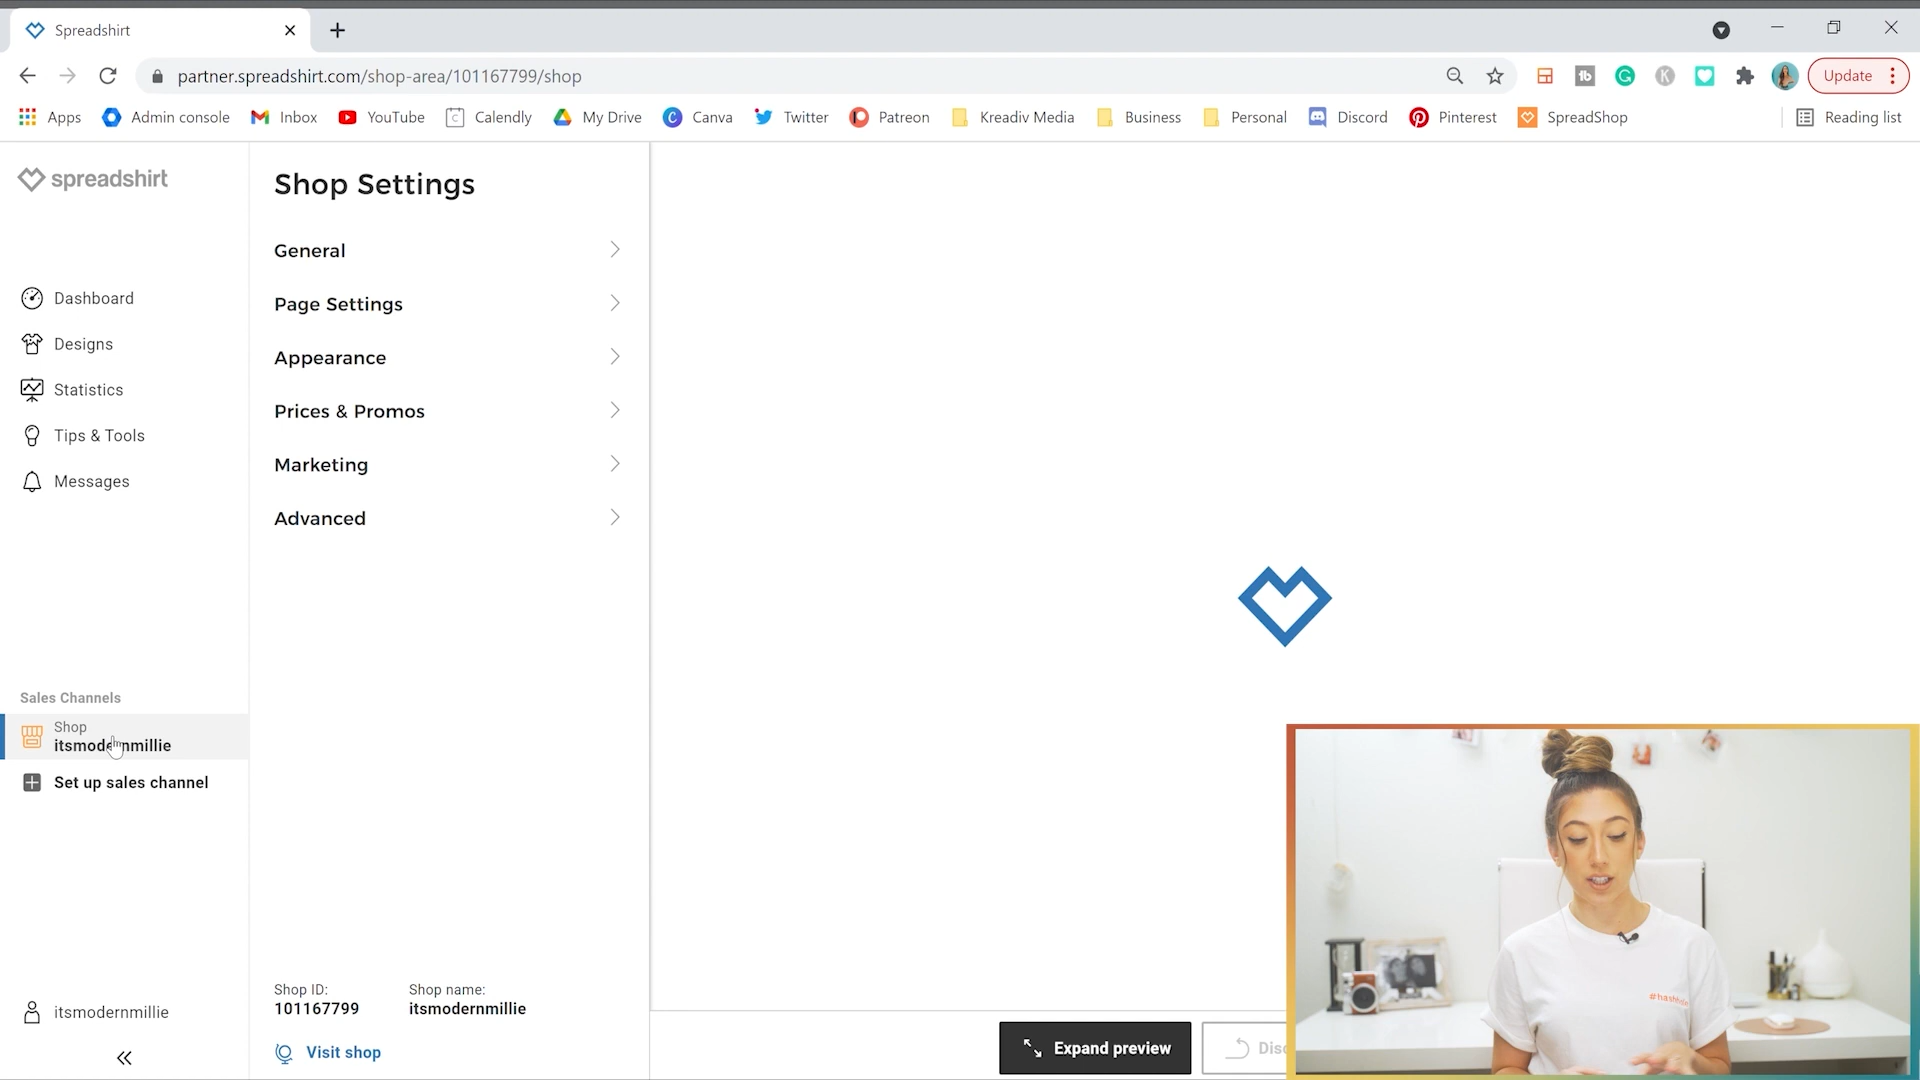 Spreadshirt
partner.spreadshirt.com/shop-area/101167799/shop
Update
Apps
Admin console
Inbox
YouTube
Calendly
My Drive
Canva
Twitter
Patreon
Kreadiv Media
Business
Personal
Discord
Pinterest
SpreadShop
Reading list
spreadshirt
Dashboard
Designs
Statistics
Tips & Tools
Messages
Sales Channels
Shop
itsmodernmillie
Set up sales channel
itsmodernmillie
Shop Settings
General
Page Settings
Appearance
Prices & Promos
Marketing
Advanced
Shop ID:
101167799
Shop name:
itsmodernmillie
Visit shop
Expand preview